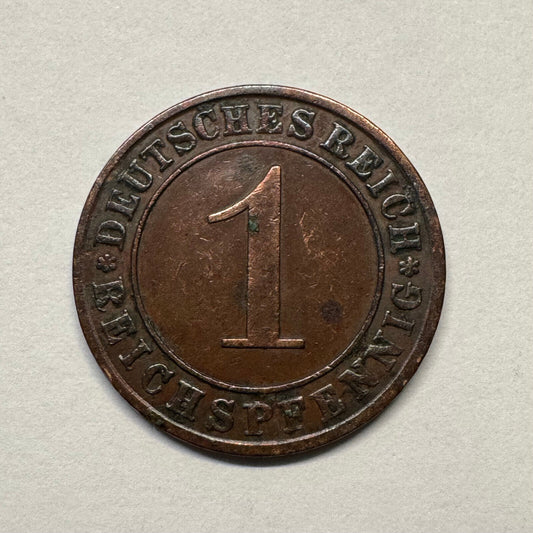 DEUTSCHES REICH
1
* REICHSPFENNIG *